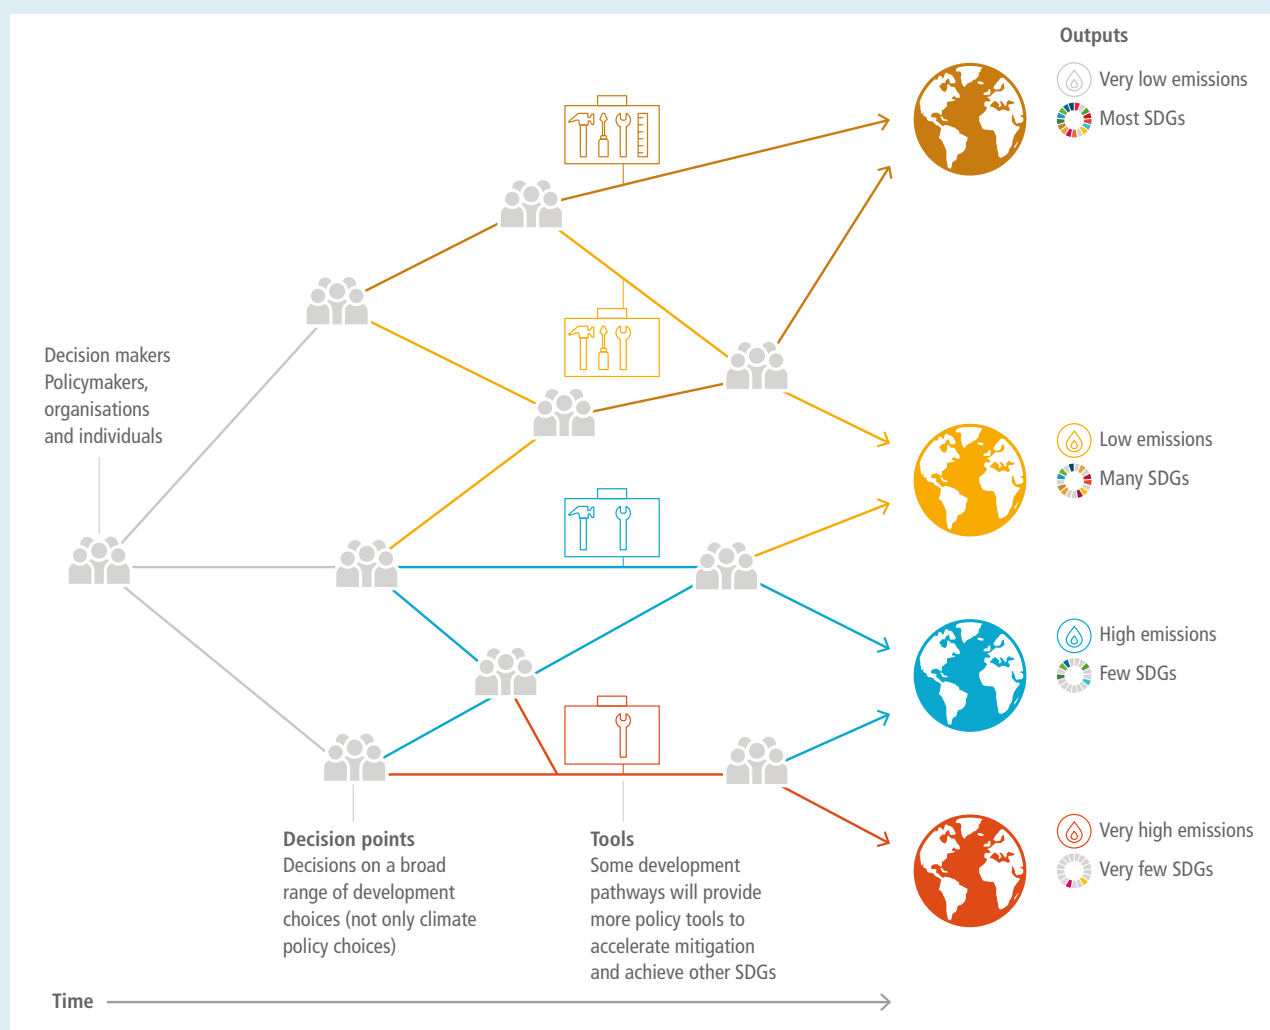 Outputs
Very low emissions
Most SDGs
Decision makers
Policymakers,
organisations
and individuals
Low emissions
Many SDGs
High emissions
Few SDGs
Very high emissions
Very few SDGs
Decision points
Decisions on a broad
range of development
choices (not only climate
policy choices)
Tools
Some development
pathways will provide
more policy tools to
accelerate mitigation
and achieve other SDGs
Time